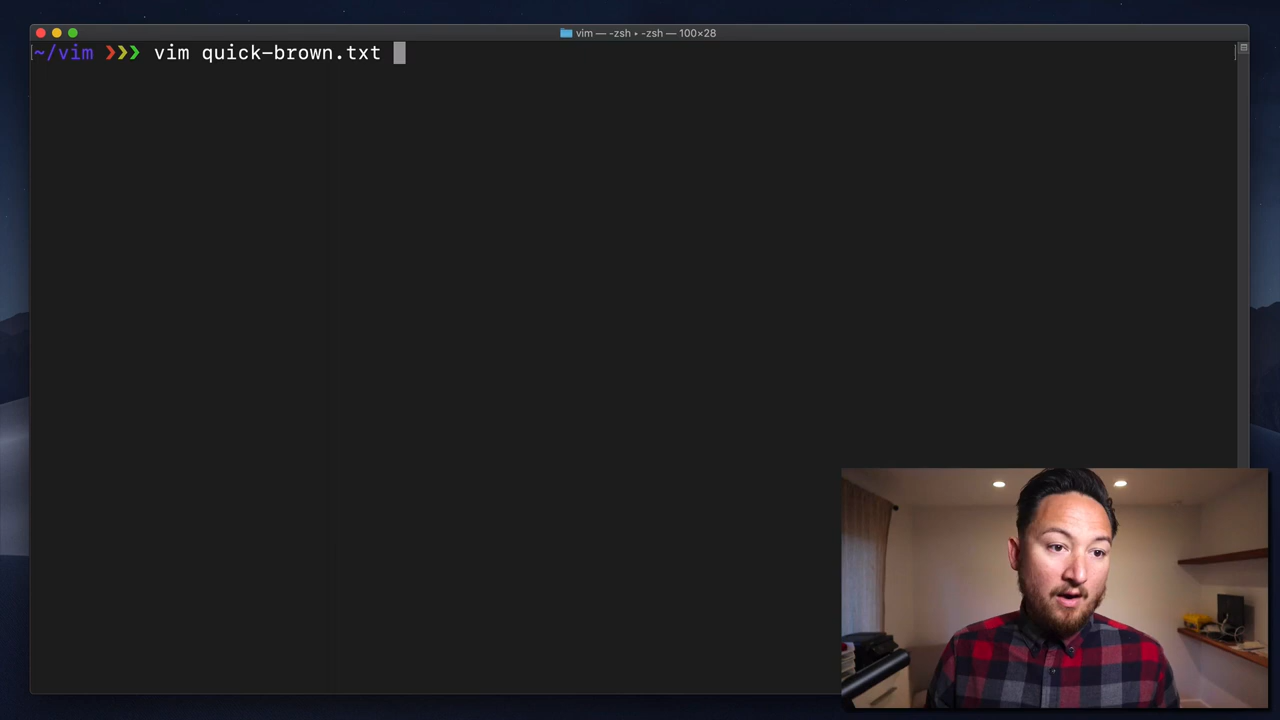 vim — -zsh ▸ -zsh — 100×28
~/vim ❯❯❯ vim quick-brown.txt